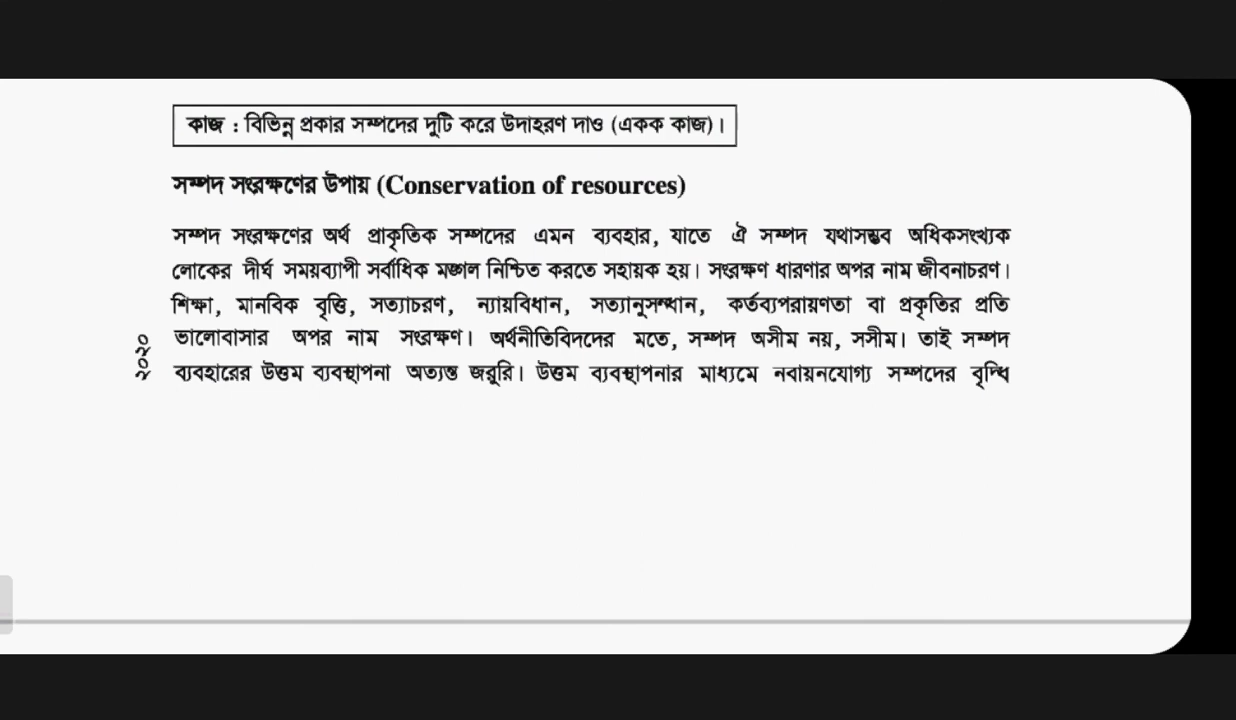 কাজ : বিভিন্ন প্রকার সম্পদের দুটি করে উদাহরণ দাও (একক কাজ)।
সম্পদ সংরক্ষণের উপায় (Conservation of resources)
সম্পদ সংরক্ষণের অর্থ প্রাকৃতিক সম্পদের এমন ব্যবহার, যাতে ঐ সম্পদ যথাসম্ভব অধিকসংখ্যক
লোকের দীর্ঘ সময়ব্যাপী সর্বাধিক মঙ্গল নিশ্চিত করতে সহায়ক হয়। সংরক্ষণ ধারণার অপর নাম জীবনাচরণ।
শিক্ষা, মানবিক বৃত্তি, সত্যাচরণ, ন্যায়বিধান, সত্যানুসন্ধান, কর্তব্যপরায়ণতা বা প্রকৃতির প্রতি
ভালোবাসার অপর নাম সংরক্ষণ। অর্থনীতিবিদদের মতে, সম্পদ অসীম নয়, সসীম। তাই সম্পদ
ব্যবহারের উত্তম ব্যবস্থাপনা অত্যন্ত জরুরি। উত্তম ব্যবস্থাপনার মাধ্যমে নবায়নযোগ্য সম্পদের বৃদ্ধি
২০২০